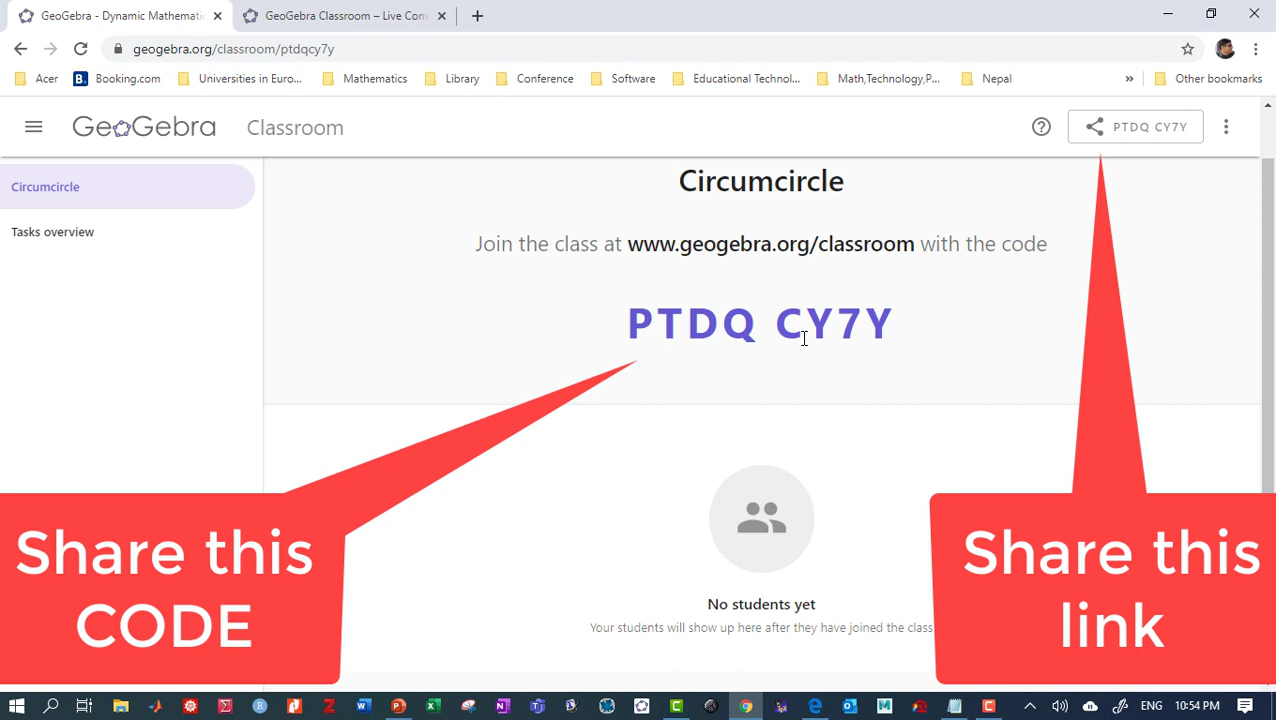 GeoGebra - Dynamic Mathemati
GeoGebra Classroom – Live Con
geogebra.org/classroom/ptdqcy7y
Acer
B. Booking.com
Universities in Euro...
Mathematics
Library
Conference
Software
Educational Technol...
Math,Technology,P...
Nepal
»
Other bookmarks
GeoGebra Classroom
PTDQ CY7Y
Circumcircle
Tasks overview
Circumcircle
Join the class at www.geogebra.org/classroom with the code
PTDQ CY7Y
No students yet
Your students will show up here after they have joined the class
Share this
CODE
Share this
link
ENG
10:54 PM